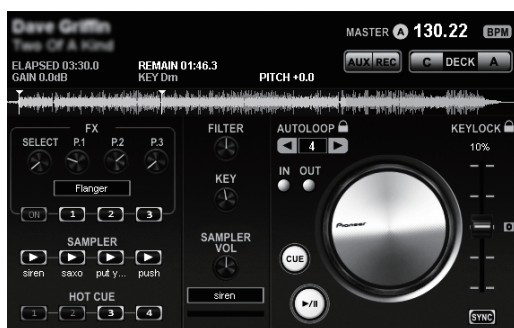 Dave Griffin
Two Of A Kind
MASTER A 130.22 BPM
ELAPSED 03:30.0 REMAIN 01:46.3
GAIN 0.0dB KEY Dm PITCH +0.0
AUX REC C DECK A
FX
SELECT P.1 P.2 P.3
Flanger
ON 1 2 3
SAMPLER
siren saxo put y... push
HOT CUE
1 2 3 4
FILTER
KEY
SAMPLER
VOL
siren
AUTOLOOP
4
IN OUT
Pioneer
CUE
KEYLOCK
10%
SYNC